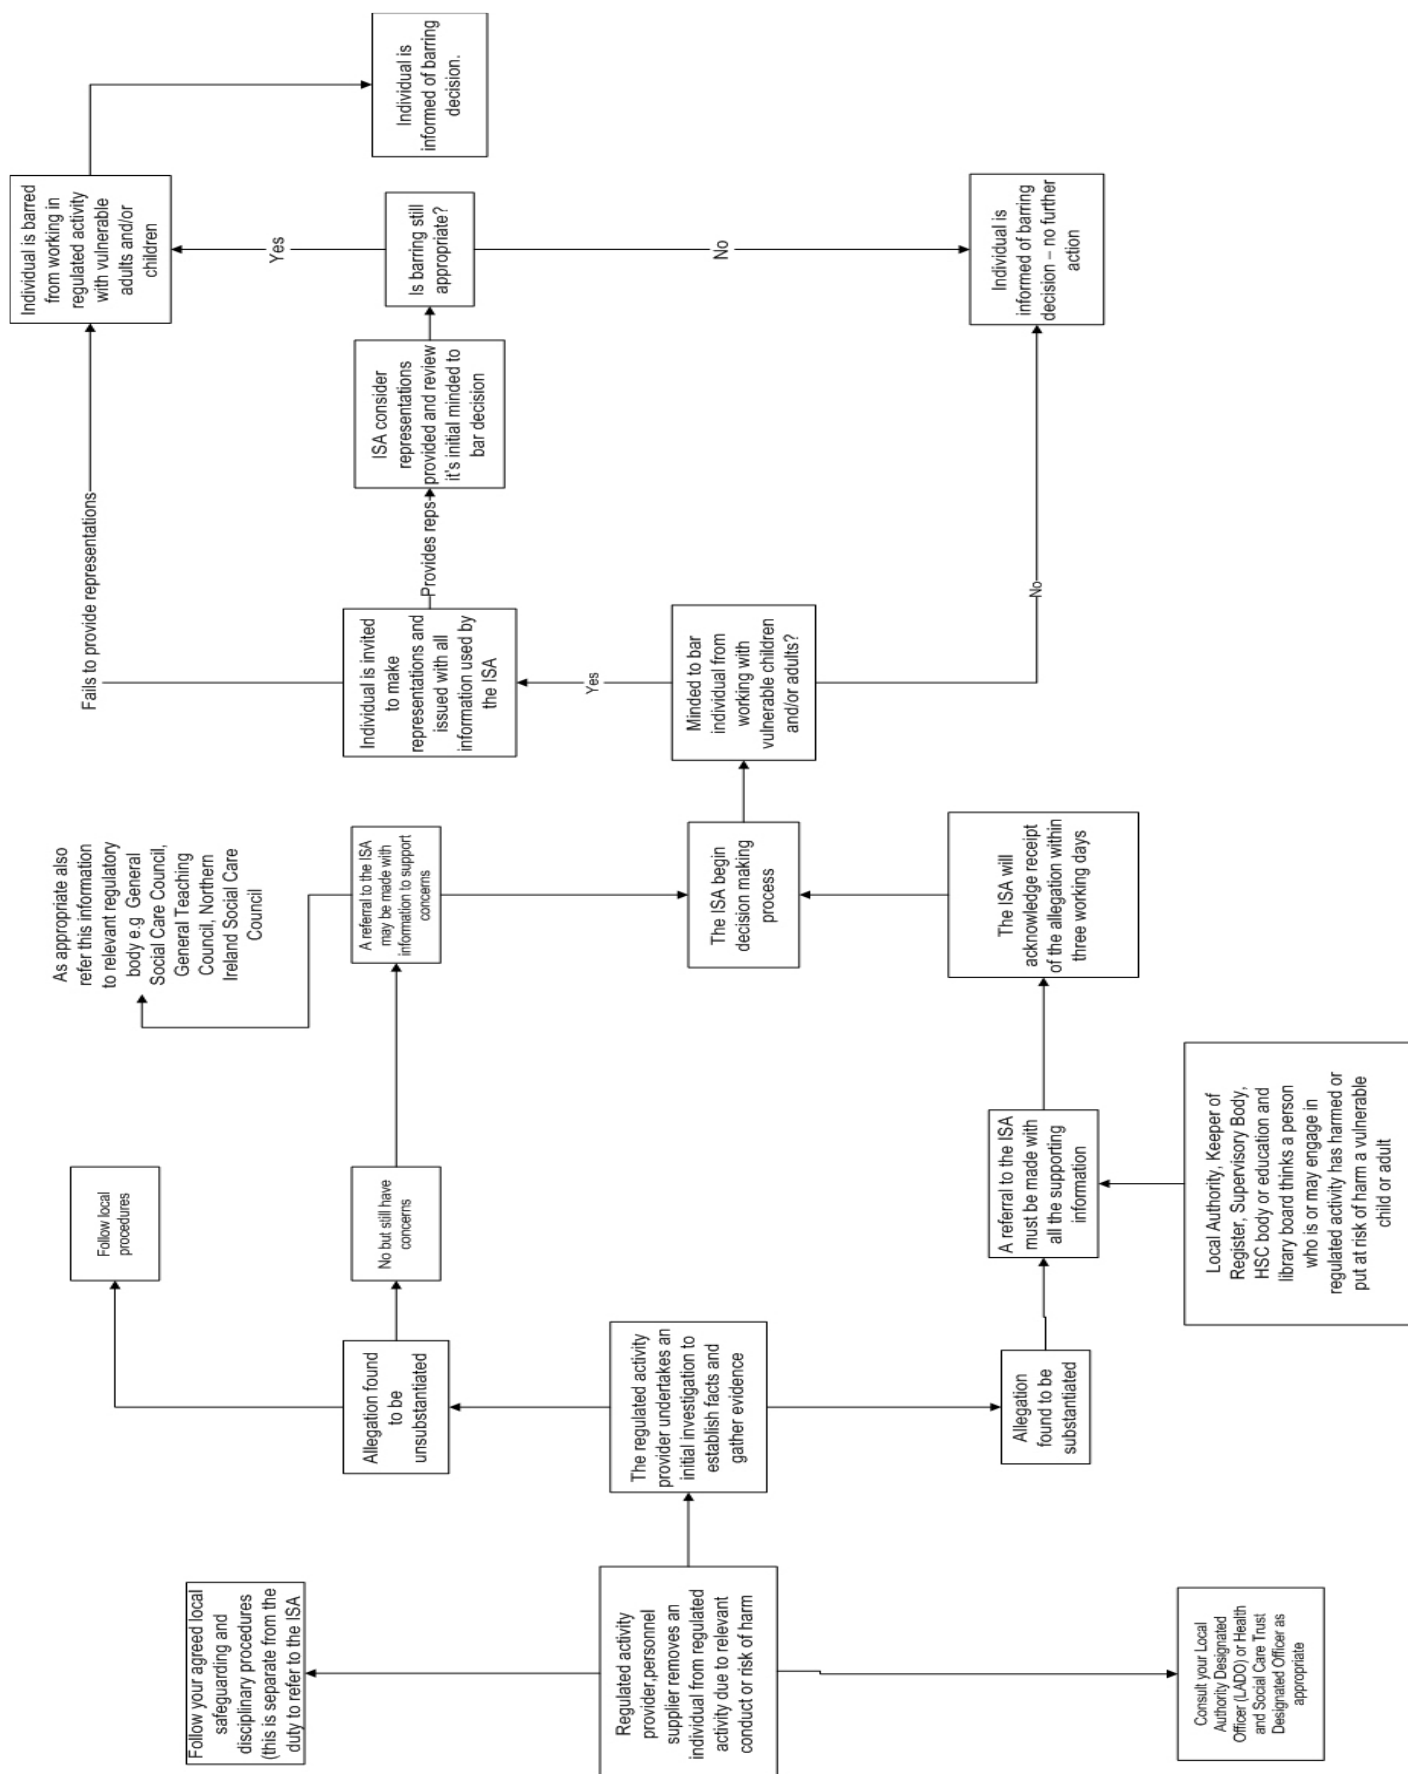 Follow your agreed local
safeguarding and
disciplinary procedures
(this is separate from the
duty to refer to the ISA
Regulated activity
provider,personnel
supplier removes an
individual from regulated
activity due to relevant
conduct or risk of harm
Consult your Local
Authority Designated
Officer (LADO) or Health
and Social Care Trust
Designated Officer as
appropriate
The regulated activity
provider undertakes an
initial investigation to
establish facts and
gather evidence
Allegation found
to be
unsubstantiated
Follow local
procedures
No but still have
concerns
Allegation
found to be
substantiated
A referral to the ISA
must be made with
all the supporting
information
Local Authority, Keeper of
Register, Supervisory Body,
HSC body or education and
library board thinks a person
who is or may engage in
regulated activity has harmed or
put at risk of harm a vulnerable
child or adult
As appropriate also
refer this information
to relevant regulatory
body e.g General
Social Care Council,
General Teaching
Council, Northern
Ireland Social Care
Council
A referral to the ISA
may be made with
information to support
concerns
The ISA begin
decision making
process
The ISA will
acknowledge receipt
of the allegation within
three working days
Minded to bar
individual from
working with
vulnerable children
and/or adults?
Yes
No
Individual is invited
to make
representations and
issued with all
information used by
the ISA
Fails to provide representations
Provides reps
ISA consider
representations
provided and review
it's initial minded to
bar decision
Is barring still
appropriate?
Yes
No
Individual is barred
from working in
regulated activity
with vulnerable
adults and/or
children
Individual is
informed of barring
decision.
Individual is
informed of barring
decision – no further
action